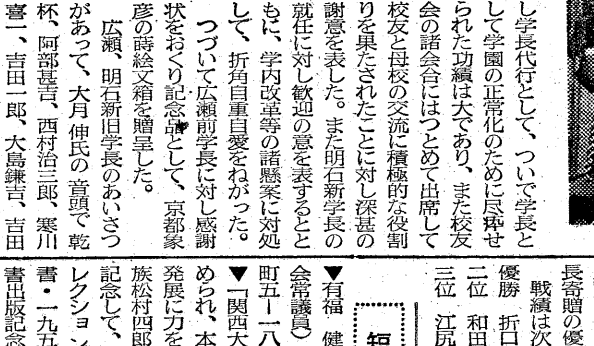 し学長代行として、ついで学長と
して学園の正常化のために尽瘁せ
られた功績は大であり、また校友
会の諸会合にはつとめて出席して
校友と母校の交流に積極的な役割
りを果たされたことに対し深甚の
謝意を表した。また明石新学長の
就任に対し歓迎の意を表するとと
もに、学内改革等の諸懸案に対処
して、折角自重自愛をねがった。
つづいて広瀬前学長に対し感謝
状をおくり記念品として、京都象
彦の蒔絵文箱を贈呈した。
広瀬、明石新旧学長のあいさつ
があって、大月伸氏の音頭で乾
杯、阿部甚吉、西村治三郎、寒川
喜一、吉田一郎、大島鎌吉、吉田
長寄贈の優
戦績は次
優勝 折口
二位 和田
三位 江尻
短
▼有福 健
会常議員）
町五―一八
▼「関西大
められ、本
発展に力を
族松村四郎
記念して、
レクション
書・一九五
書出版記念